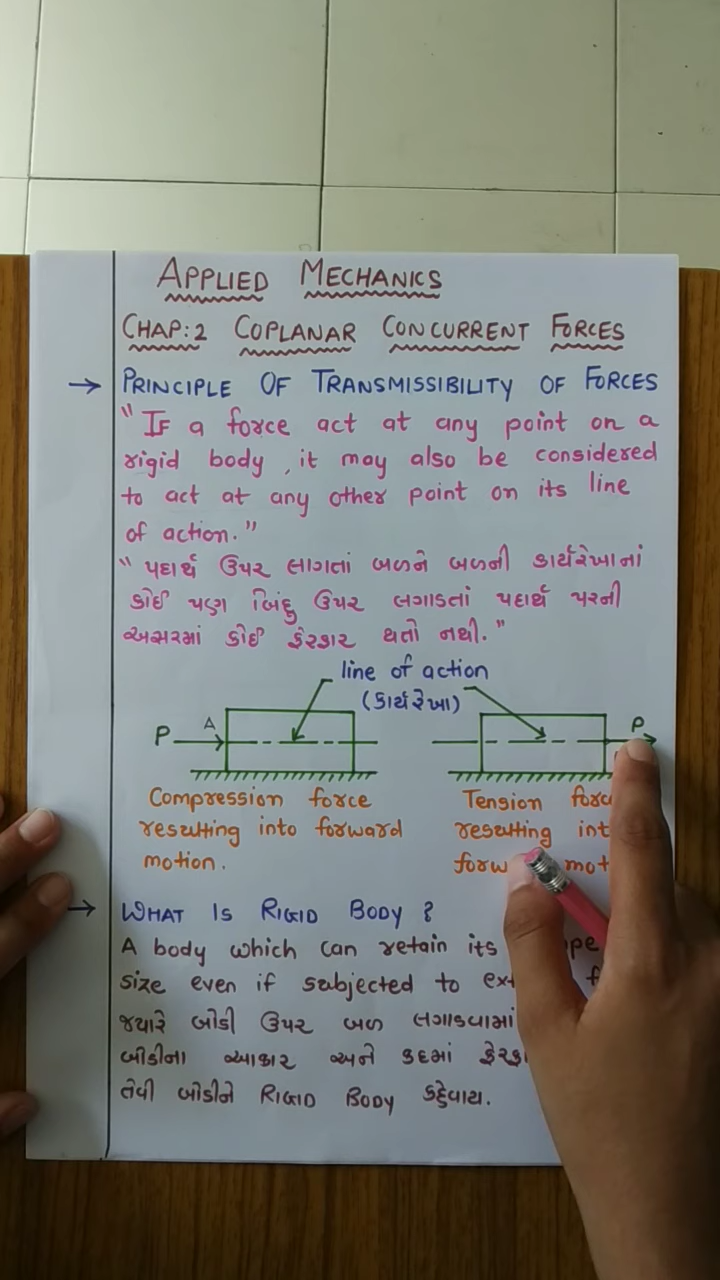 APPLIED MECHANICS
CHAP:2 COPLANAR CONCURRENT FORCES
→ PRINCIPLE OF TRANSMISSIBILITY OF FORCES
"IF a force act at any point on a
rigid body, it may also be considered
to act at any other point on its line
of action."
"પદાર્થ ઉપર લાગતાં બળને બળની કાર્યરેખાનાં
કોઈ પણ બિંદુ ઉપર લગાડતાં પદાર્થ પરની
અસરમાં કોઈ ફેરફાર થતો નથી."
line of action
(કાર્યરેખા)
P A
P
Compression force
resulting into forward
motion.
Tension
resulting
→ WHAT IS RIGID BODY?
A body which can retain its
size even if subjected to
જયારે બોડી ઉપર બળ લગાડવામાં
બોડીના આકાર અને કદમાં
તેવી બોડીને RIGID BODY કહેવાય.